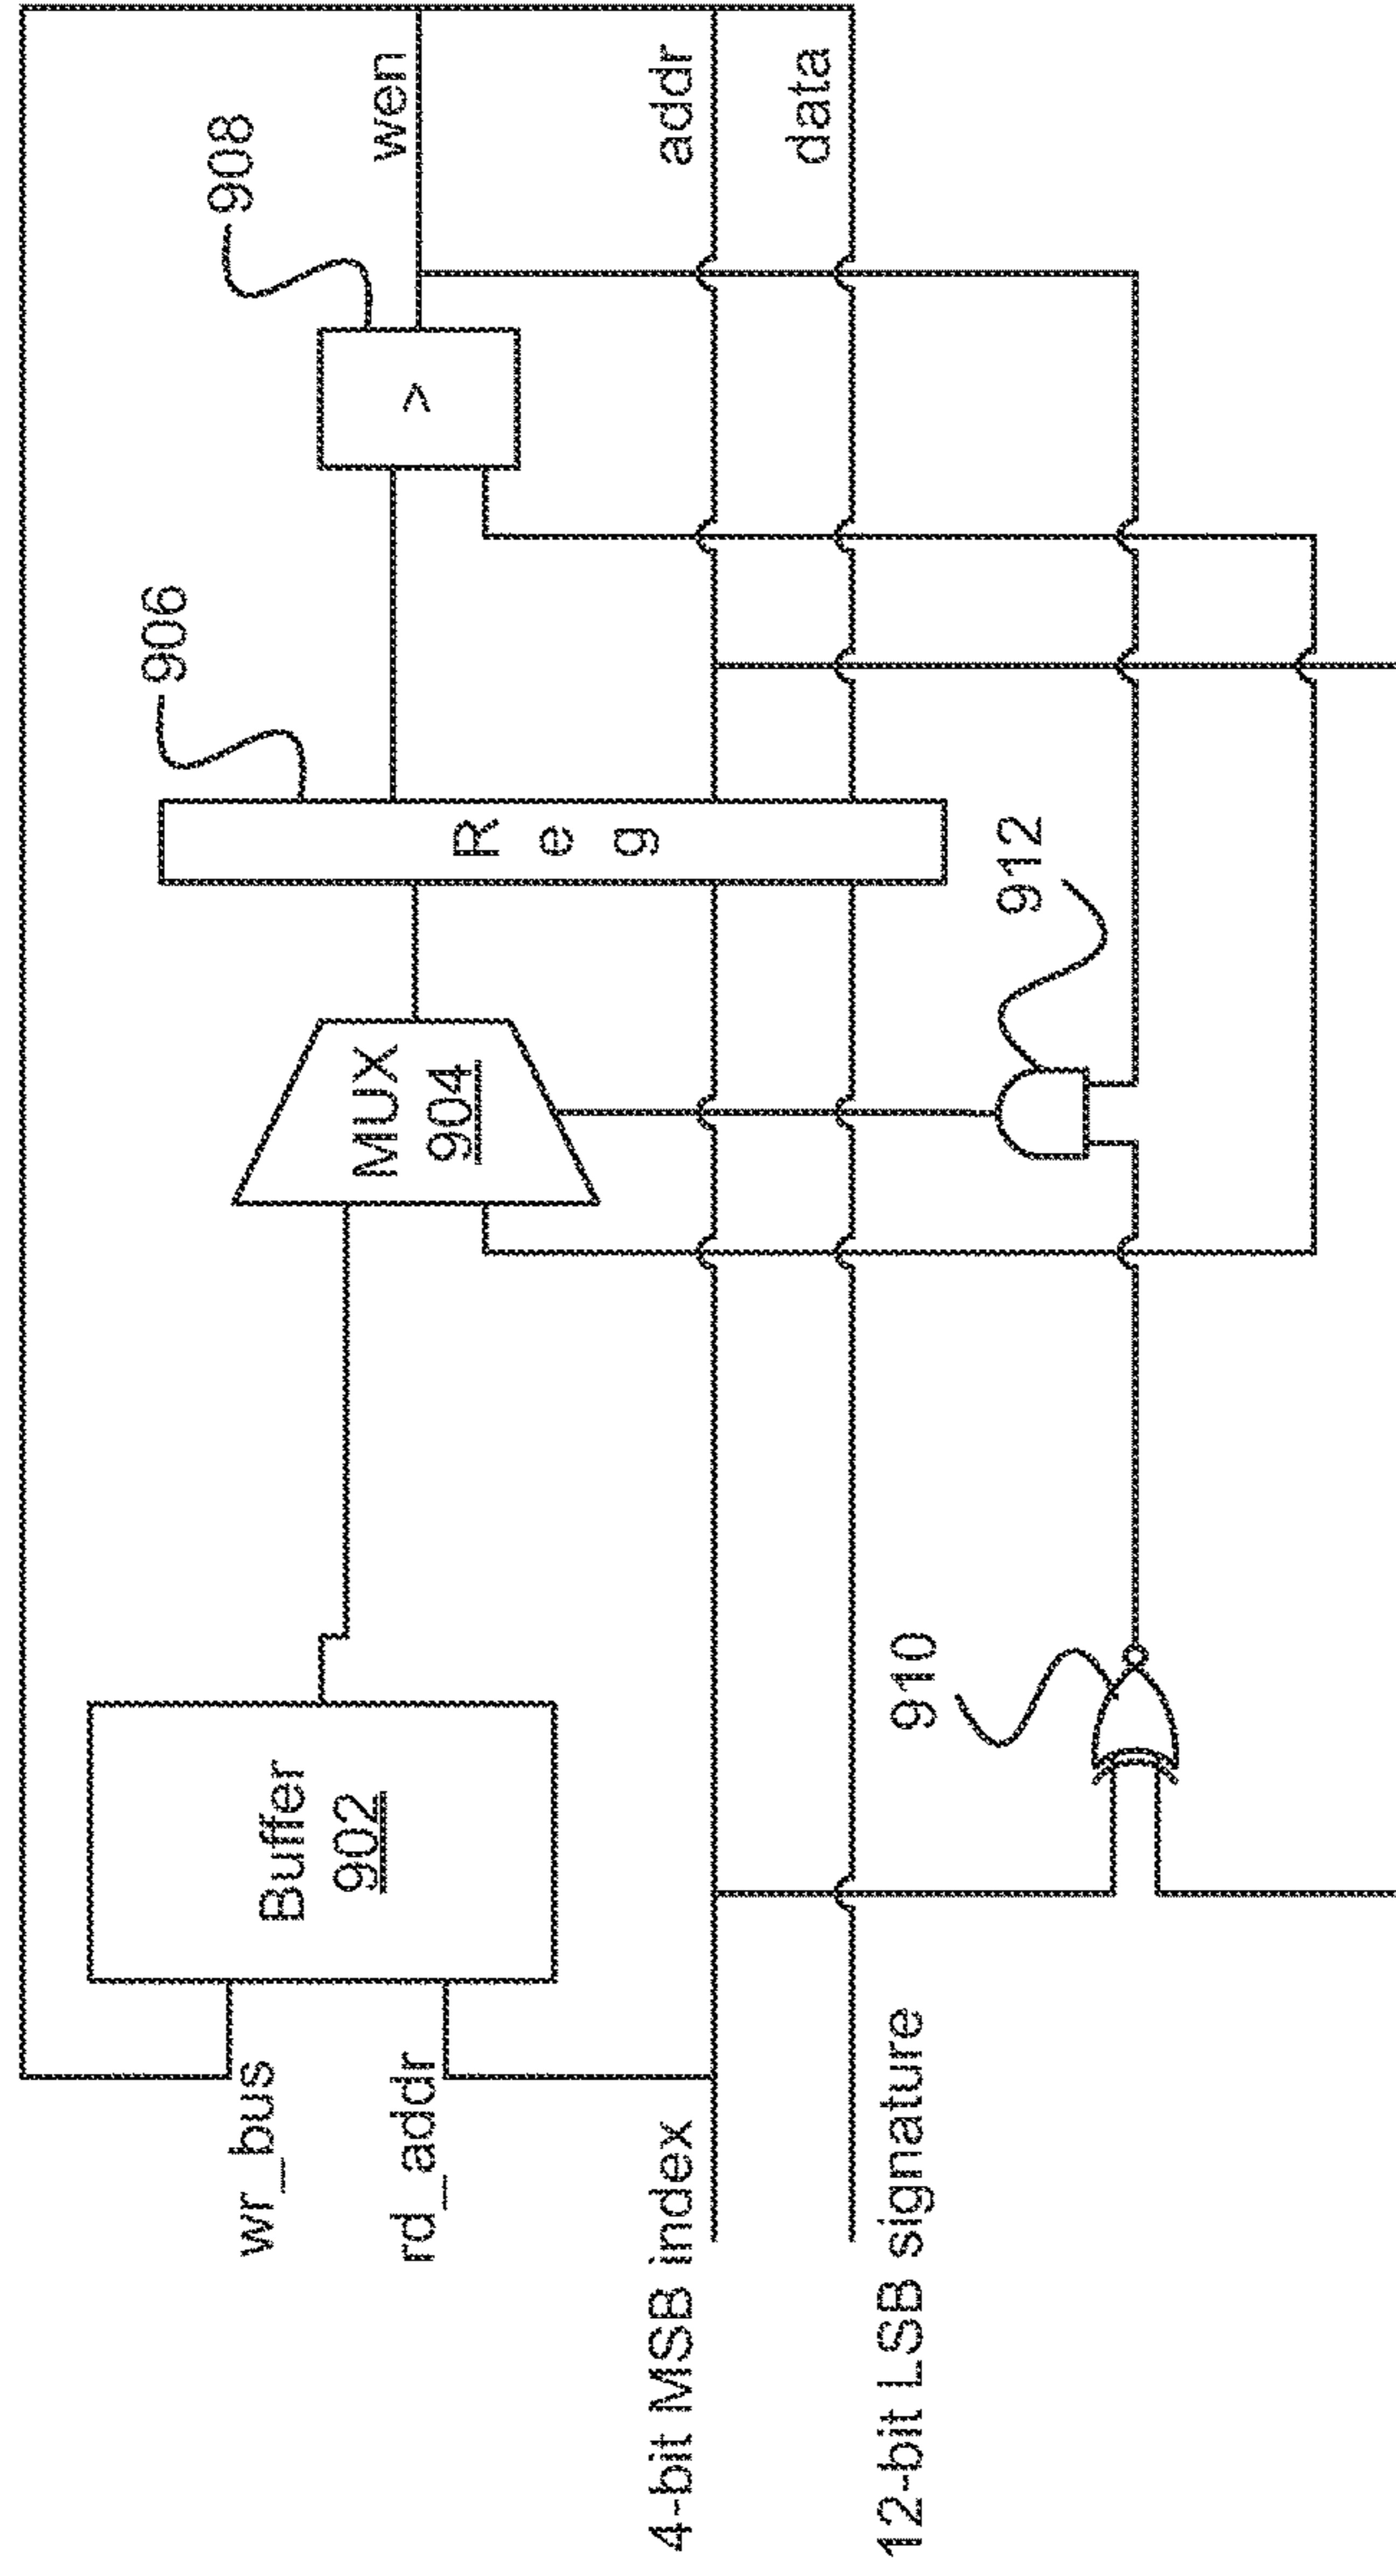 906
908
wr_bus
Buffer
902
MUX
904
wen
rd_addr
>
R
e
g
4-bit MSB index
addr
data
12-bit LSB signature
910
912